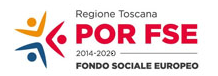 Regione Toscana
POR FSE
2014-2020
FONDO SOCIALE EUROPEO